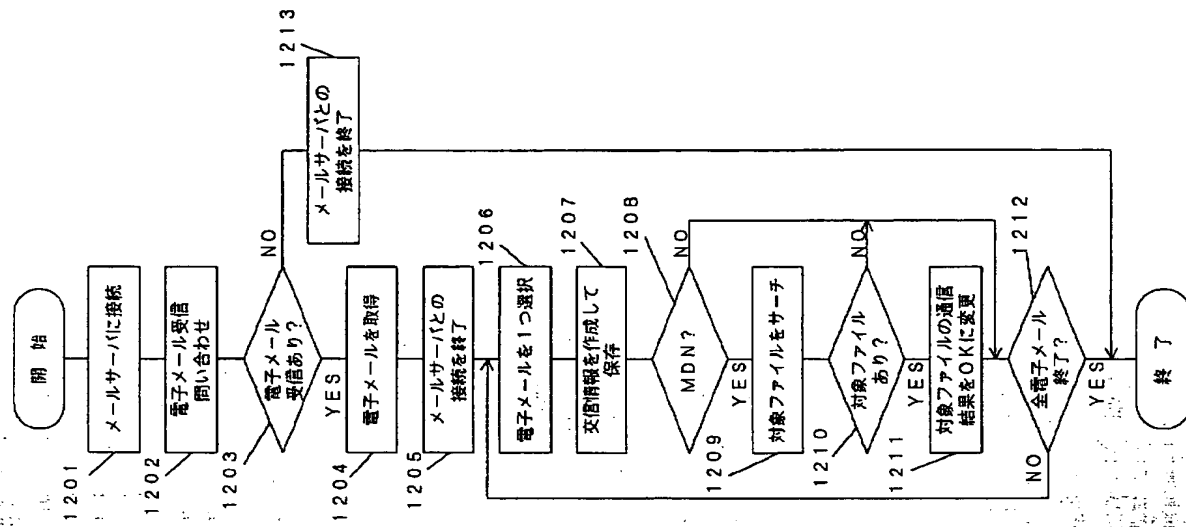 開 始
1201
メールサーバに接続
1202
電子メール受信
問い合わせ
1203
電子メール
受信あり?
NO
YES
1213
メールサーバとの
接続を終了
1204
電子メールを取得
1205
メールサーバとの
接続を終了
1206
電子メールを1つ選択
1207
交信情報を作成して
保存
1208
MDN?
NO
YES
1209
対象ファイルをサーチ
1210
対象ファイル
あり?
NO
YES
1211
対象ファイルの通信
結果をOKに変更
1212
全電子メール
終了?
NO
YES
終 了